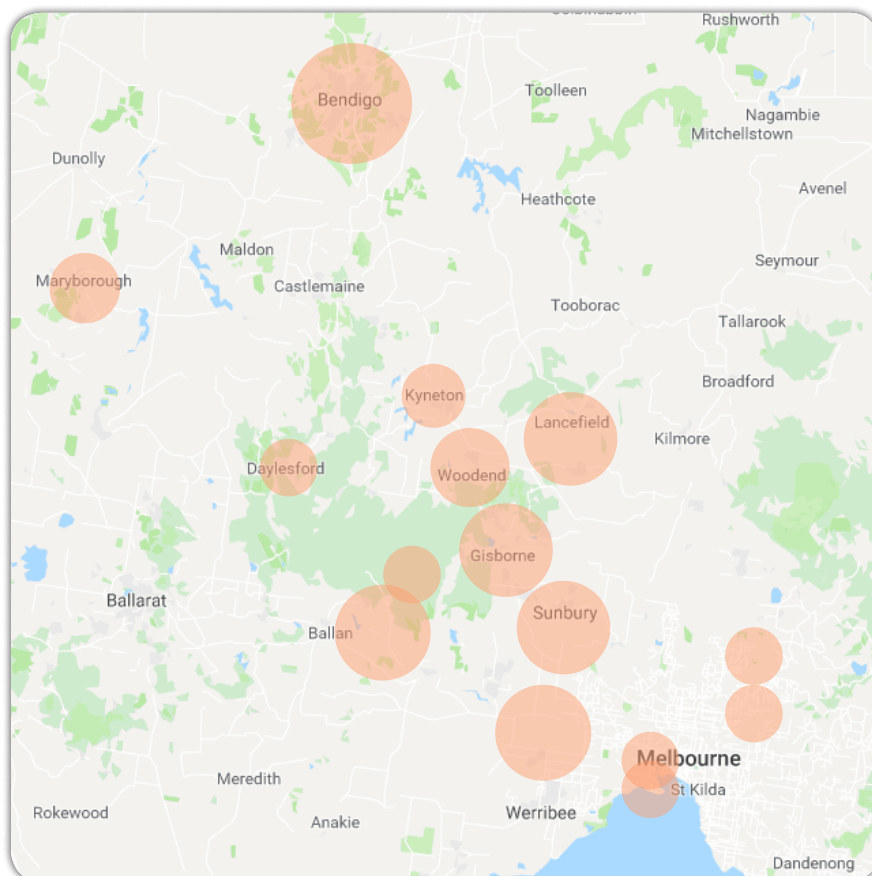 Rushworth
Bendigo
Toolleen
Nagambie
Mitchellstown
Dunolly
Avenel
Heathcote
Maldon
Seymour
Maryborough
Castlemaine
Tooborac
Tallarook
Broadford
Kyneton
Lancefield
Kilmore
Daylesford
Woodend
Gisborne
Ballarat
Sunbury
Ballan
Melbourne
Meredith
St Kilda
Rokewood
Werribee
Anakie
Dandenong